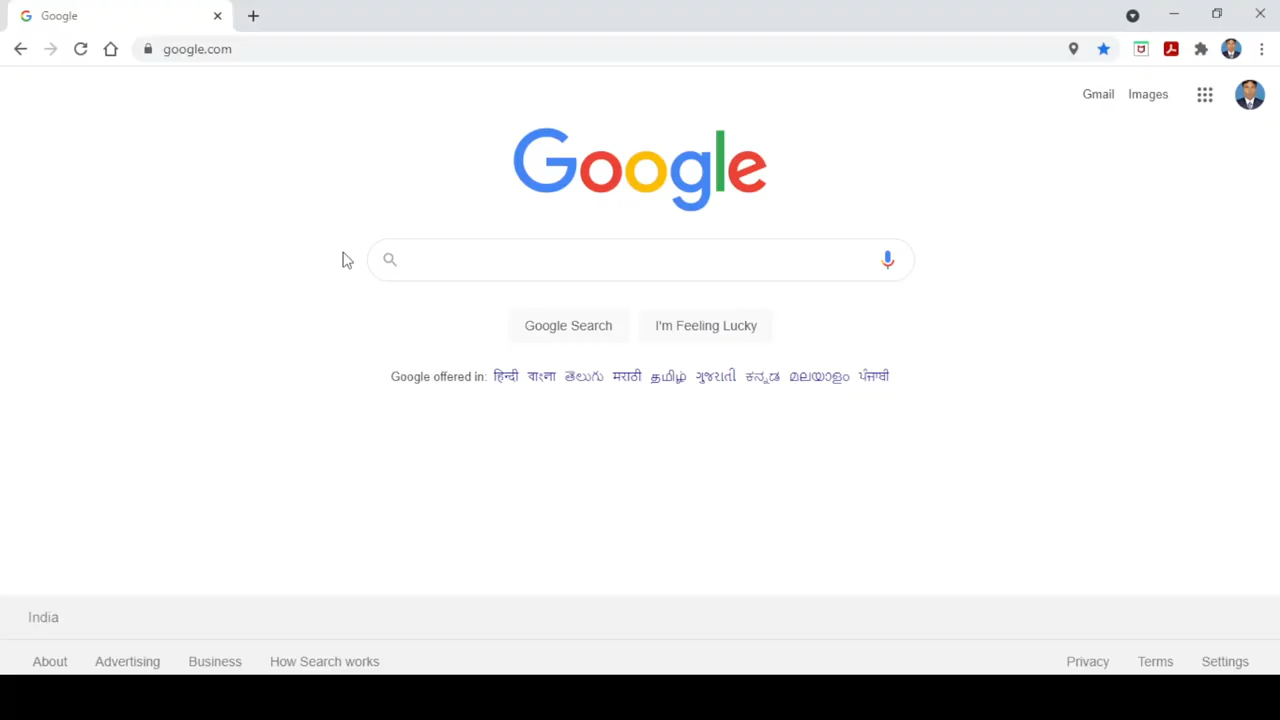 Google
google.com
Gmail Images
Google
Google Search I'm Feeling Lucky
Google offered in: हिन्दी বাংলা తెలుగు मराठी தமிழ் ગુજરાતી ಕನ್ನಡ മലയാളം ਪੰਜਾਬੀ
India
About Advertising Business How Search works Privacy Terms Settings